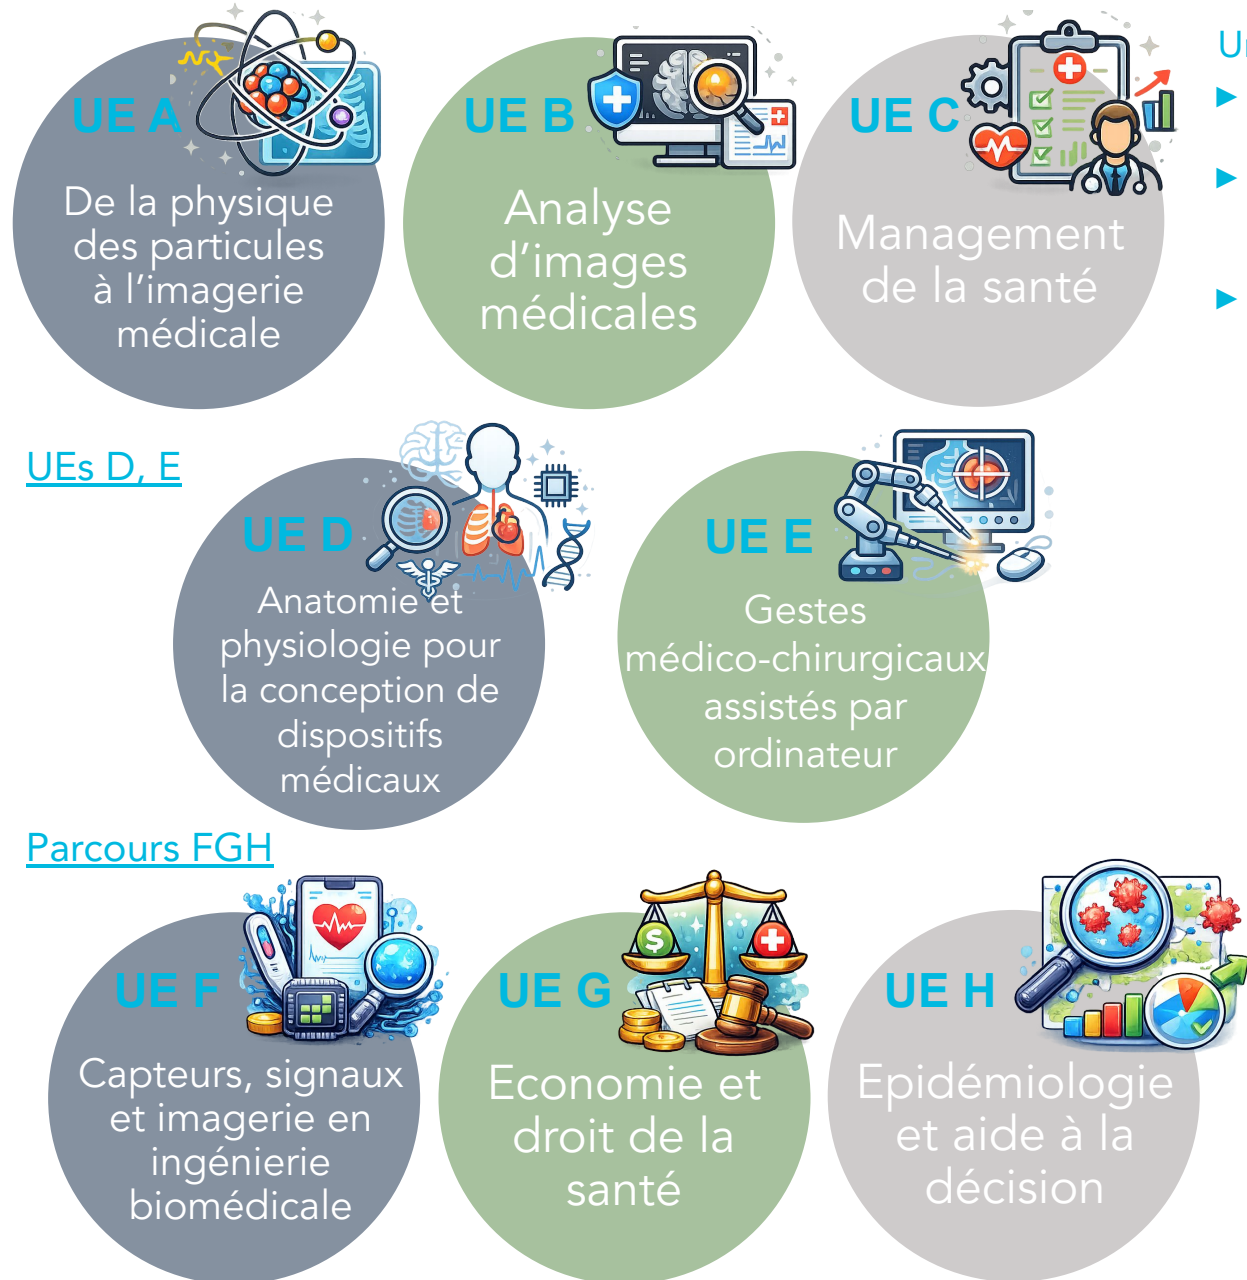 UE A
De la physique
des particules
à l’imagerie
médicale
UE B
Analyse
d’images
médicales
UE C
Management
de la santé
UEs D, E
UE D
Anatomie et
physiologie pour
la conception de
dispositifs
médicaux
UE E
Gestes
médico-chirurgicaux
assistés par
ordinateur
Parcours FGH
UE F
Capteurs, signaux
et imagerie en
ingénierie
biomédicale
UE G
Economie et
droit de la
santé
UE H
Epidémiologie
et aide à la
décision